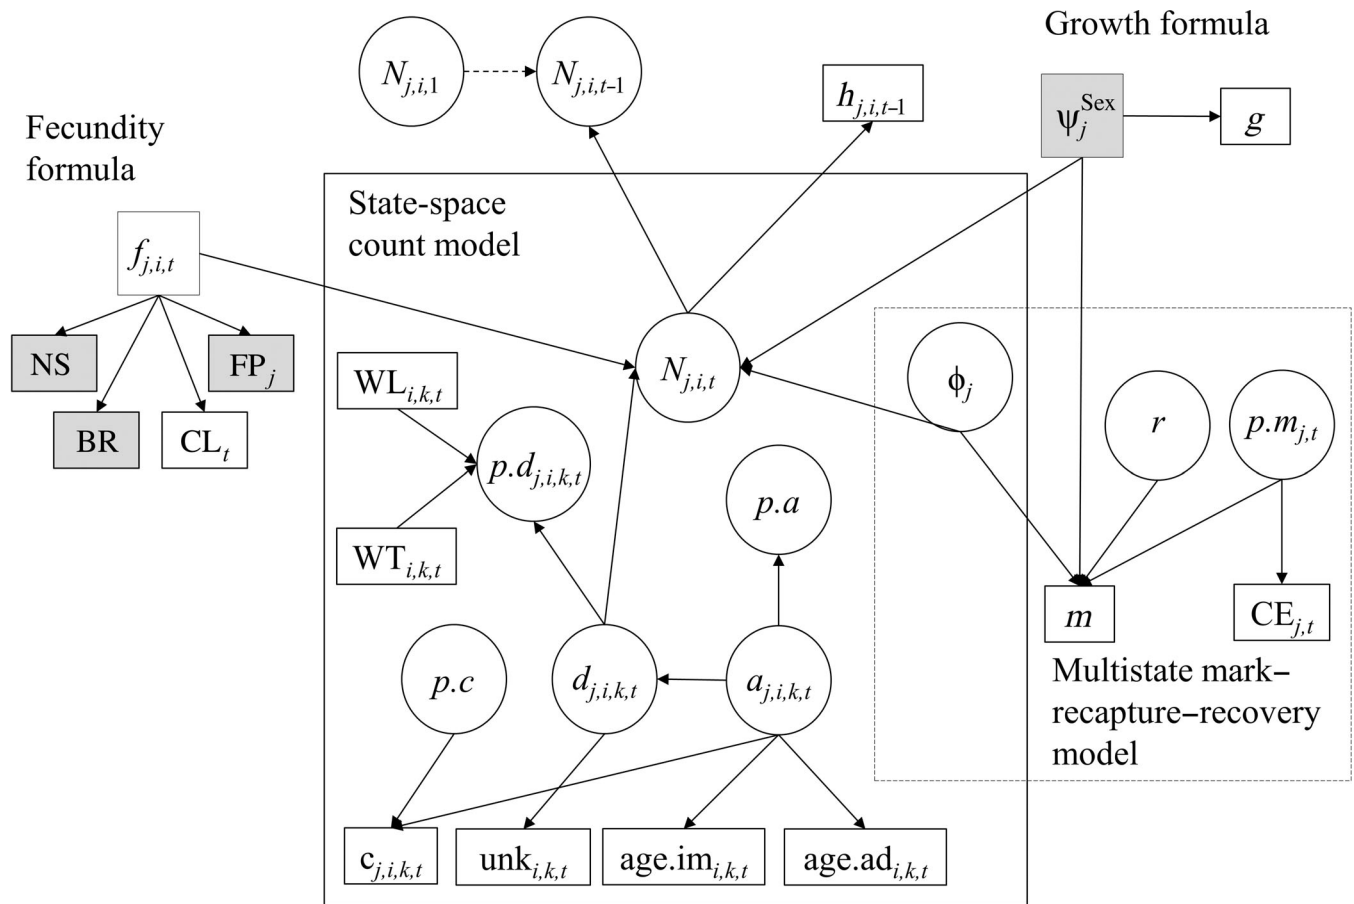 Growth formula
N_{j,i,1}
N_{j,i,t−1}
h_{j,i,t−1}
ψ_j^{Sex}
g
Fecundity
formula
State-space
count model
f_{j,i,t}
NS
FP_j
BR
CL_t
WL_{i,k,t}
N_{j,i,t}
ϕ_j
r
p.m_{j,t}
p.d_{j,i,k,t}
p.a
WT_{i,k,t}
m
CE_{j,t}
p.c
d_{j,i,k,t}
a_{j,i,k,t}
Multistate mark–
recapture–recovery
model
c_{j,i,k,t}
unk_{i,k,t}
age.im_{i,k,t}
age.ad_{i,k,t}